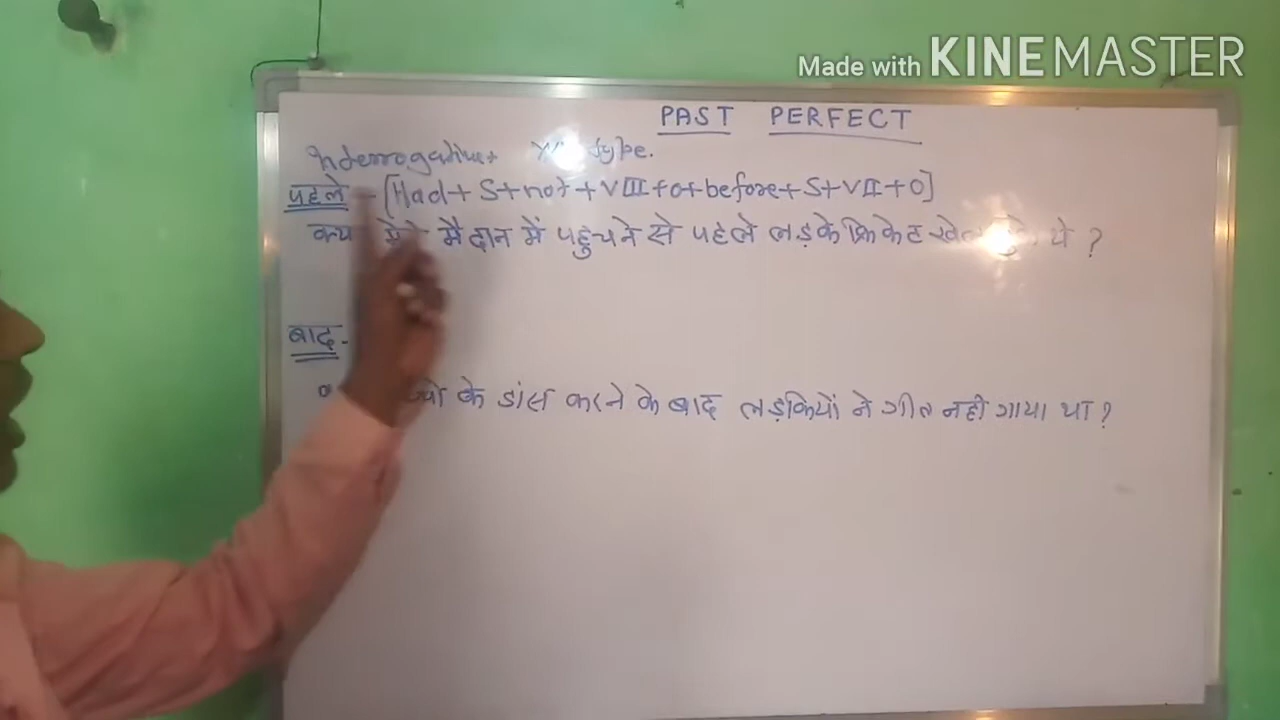 Made with KINEMASTER
PAST PERFECT
Interrogative type.
पहले - [Had + S + not + VIII + o + before + S + VII + O]
मैदान में पहुंचने से पहले लड़के क्रिकेट थे ?
बाद -
के डांस करने के बाद लड़कियों ने गीत नही गाया था ?